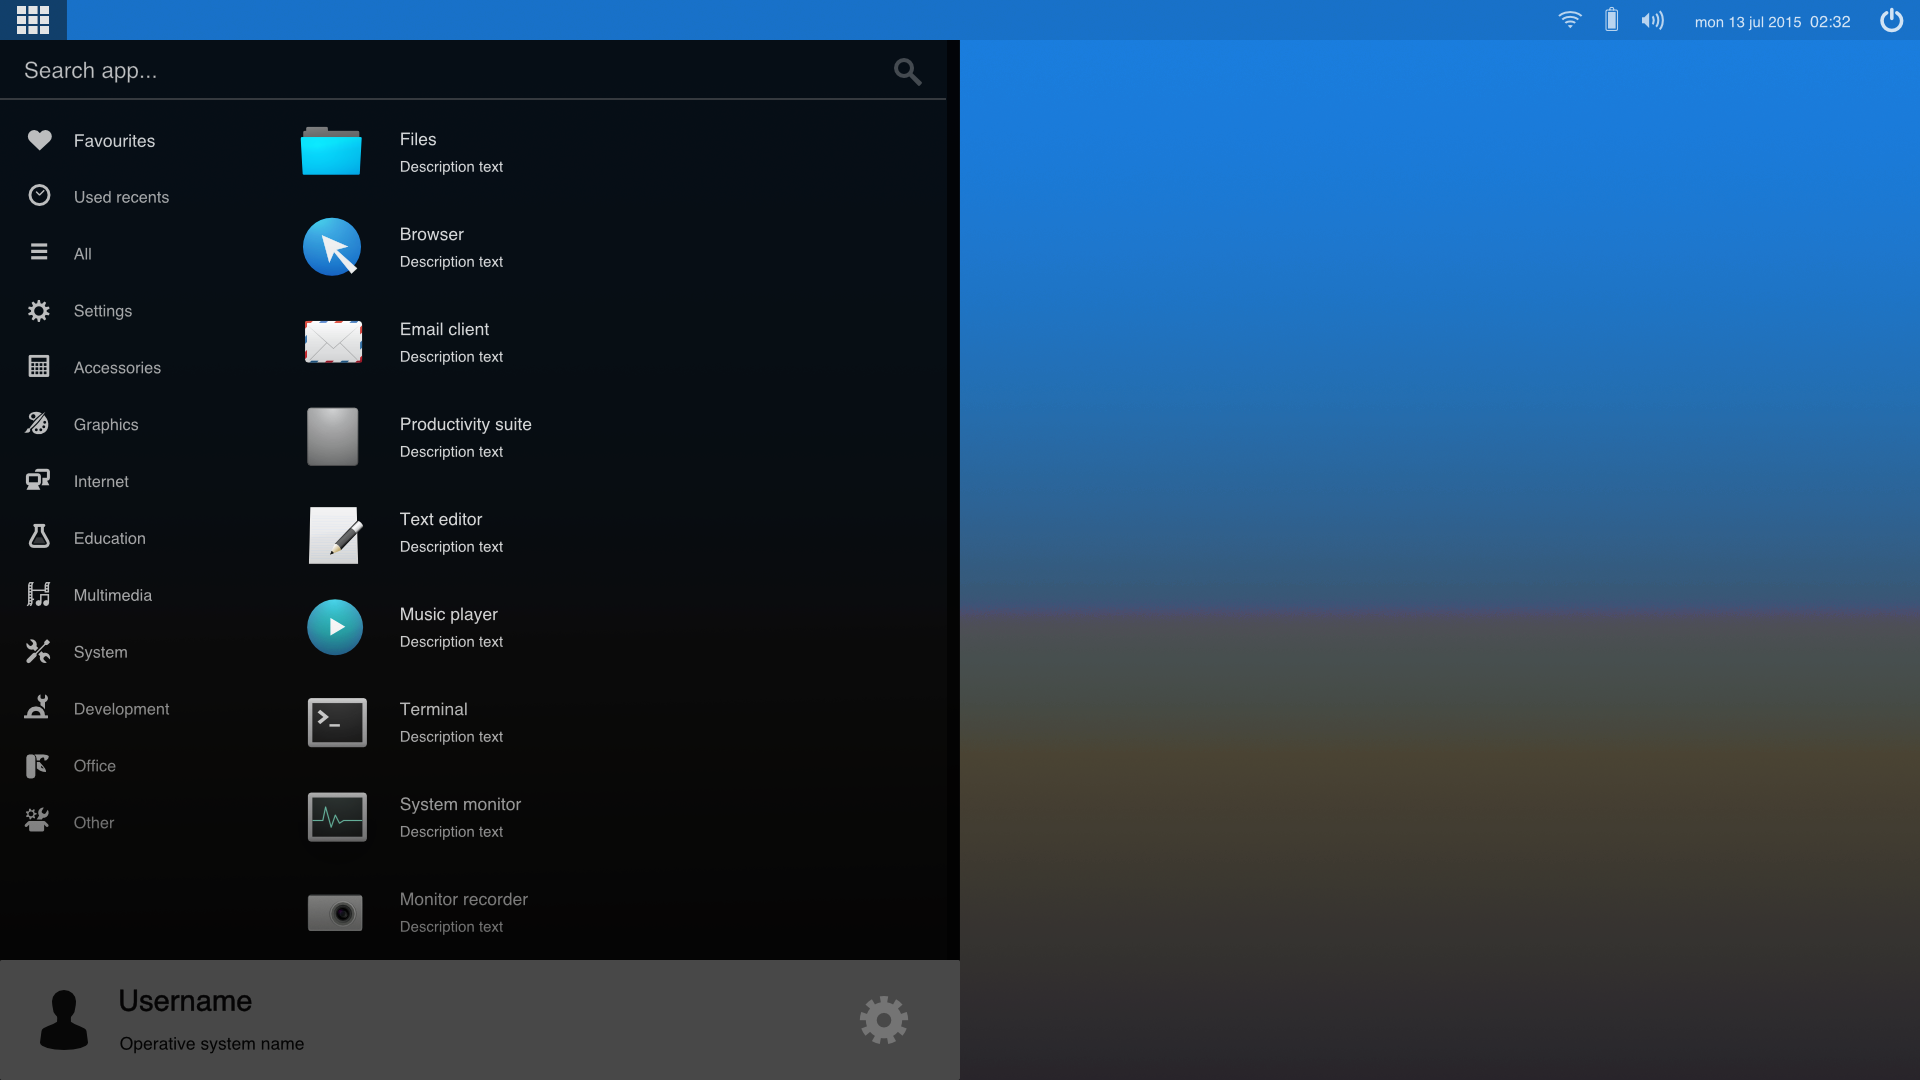 mon 13 jul 2015 02:32
Search app...
Favourites
Used recents
All
Settings
Accessories
Graphics
Internet
Education
Multimedia
System
Development
Office
Other
Files
Description text
Browser
Description text
Email client
Description text
Productivity suite
Description text
Text editor
Description text
Music player
Description text
Terminal
Description text
System monitor
Description text
Monitor recorder
Description text
Username
Operative system name